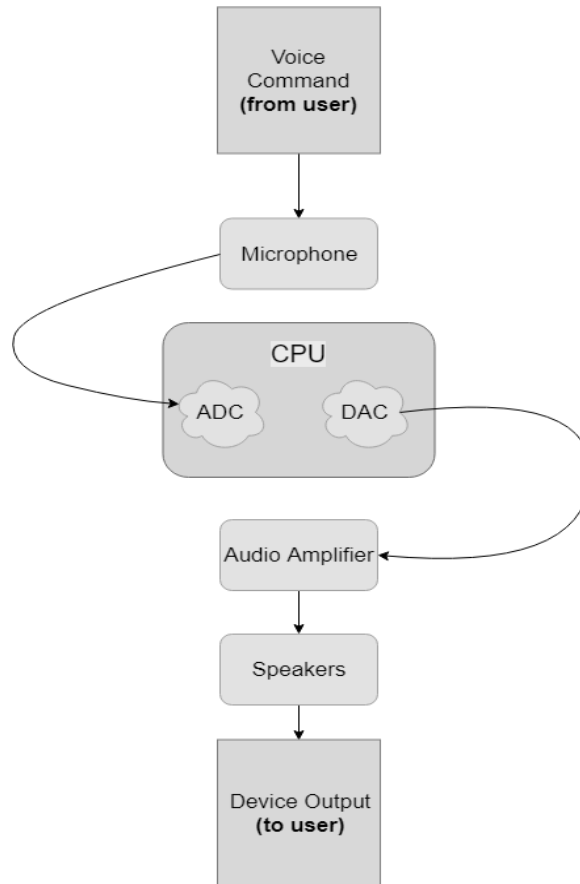 Voice
Command
(from user)
Microphone
CPU
ADC
DAC
Audio Amplifier
Speakers
Device Output
(to user)